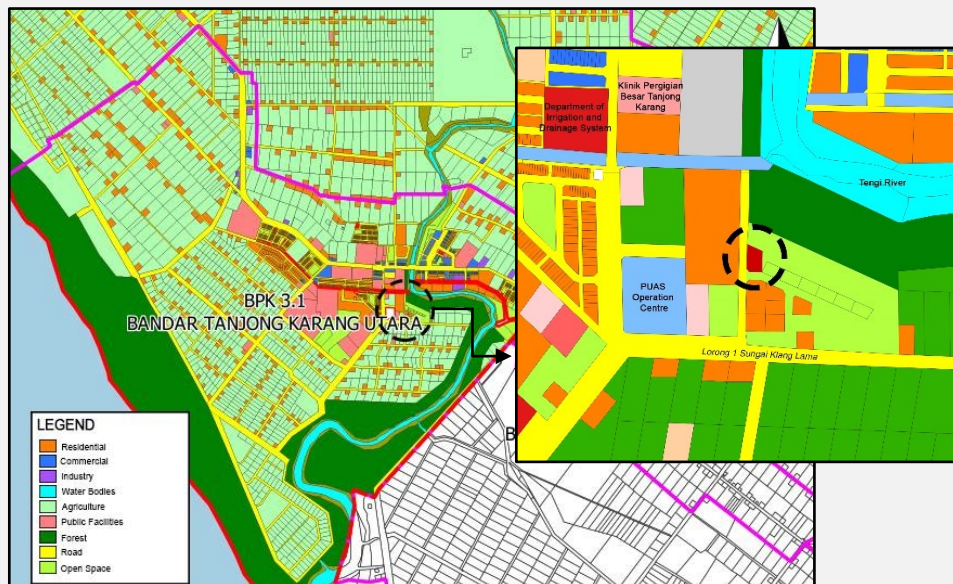 BPK 3.1
BANDAR TANJONG KARANG UTARA
B
LEGEND
Residential
Commercial
Industry
Water Bodies
Agriculture
Public Facilities
Forest
Road
Open Space
Klinik Pergigian
Besar Tanjong
Karang
Department of
Irrigation and
Drainage System
Tengi River
PUAS
Operation
Centre
Lorong 1 Sungai Klang Lama